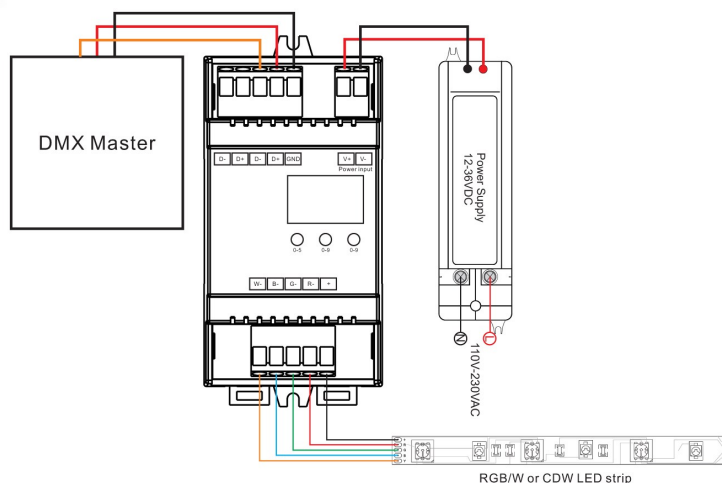 DMX Master
D- D+ D- D+ GND
V+ V-
Power input
0-5 0-9 0-9
W- B- G- R- +
Power Supply
12-36VDC
N L
110V-230VAC
RGB/W or CDW LED strip